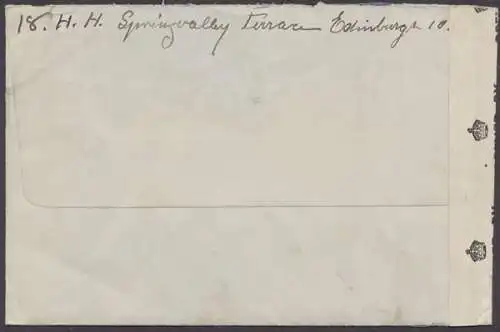 18. H. H. Springvalley Terrace Edinburgh 10.